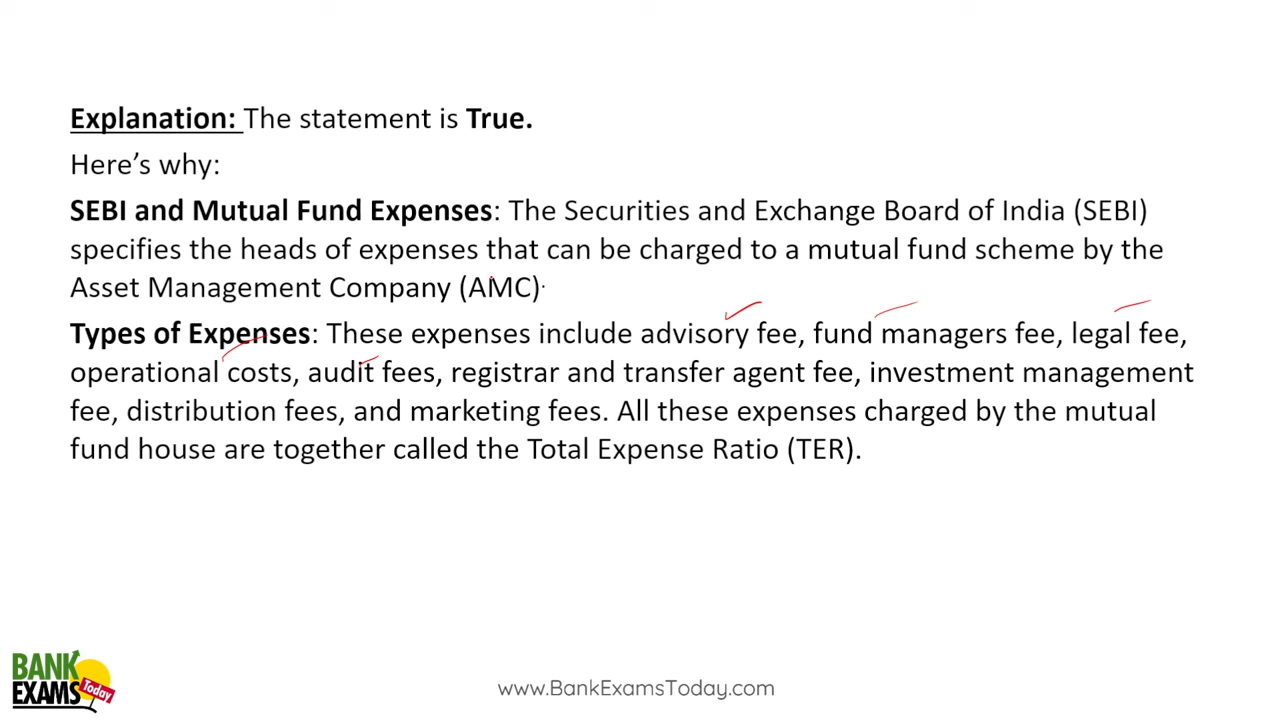 Explanation: The statement is True.
Here’s why:
SEBI and Mutual Fund Expenses: The Securities and Exchange Board of India (SEBI)
specifies the heads of expenses that can be charged to a mutual fund scheme by the
Asset Management Company (AMC)
Types of Expenses: These expenses include advisory fee, fund managers fee, legal fee,
operational costs, audit fees, registrar and transfer agent fee, investment management
fee, distribution fees, and marketing fees. All these expenses charged by the mutual
fund house are together called the Total Expense Ratio (TER).
BANK
EXAMS
Today
www.BankExamsToday.com